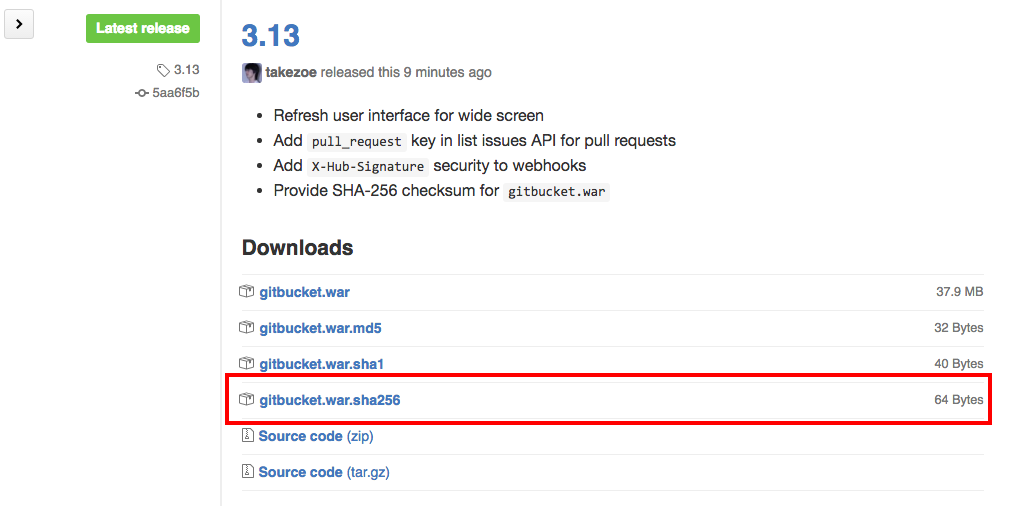 Latest release
3.13
5aa6f5b
3.13
takezoe released this 9 minutes ago
Refresh user interface for wide screen
Add pull_request key in list issues API for pull requests
Add X-Hub-Signature security to webhooks
Provide SHA-256 checksum for gitbucket.war
Downloads
gitbucket.war 37.9 MB
gitbucket.war.md5 32 Bytes
gitbucket.war.sha1 40 Bytes
gitbucket.war.sha256 64 Bytes
Source code (zip)
Source code (tar.gz)